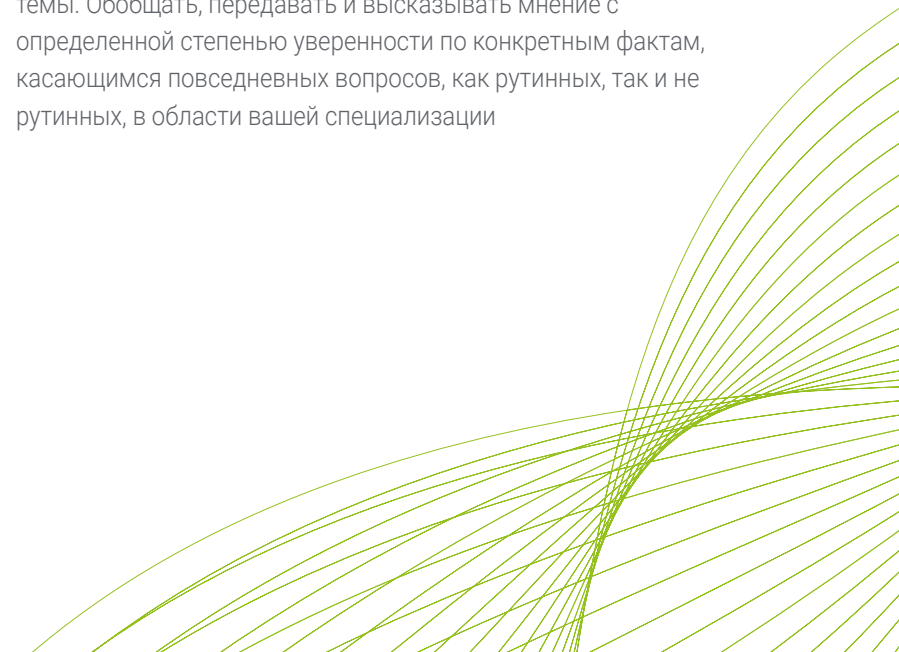 темы. Обобщать, передавать и высказывать мнение с
определенной степенью уверенности по конкретным фактам,
касающимся повседневных вопросов, как рутинных, так и не
рутинных, в области вашей специализации